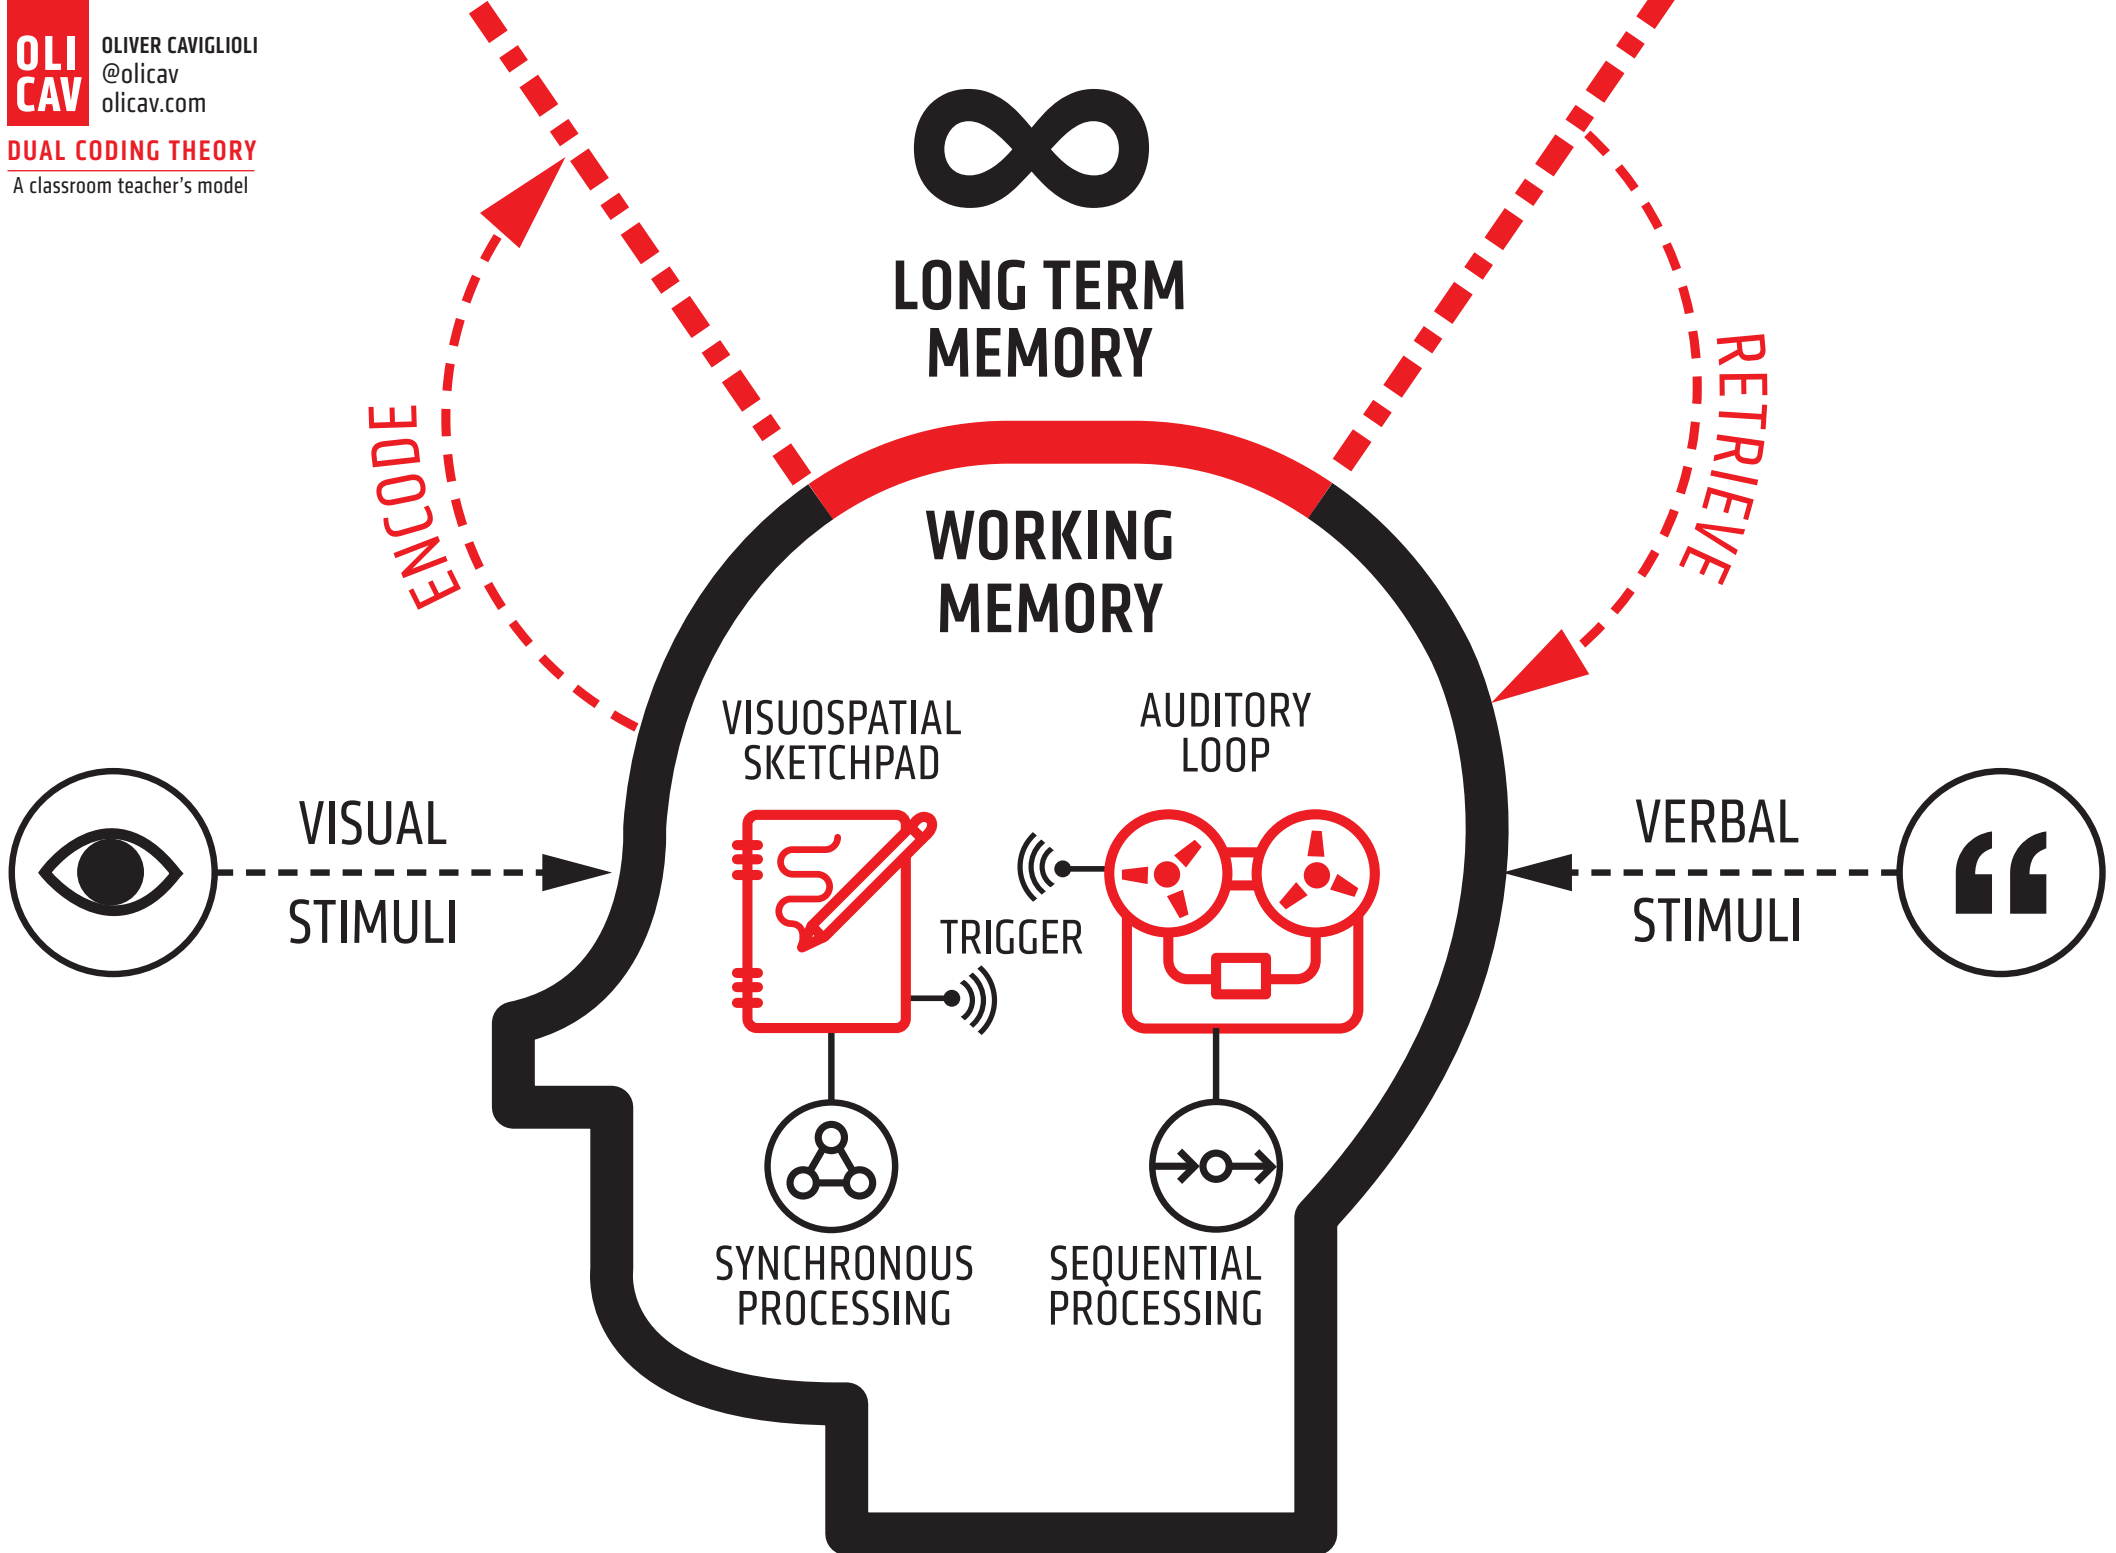 OLI
CAV
OLIVER CAVIGLIOLI
@olicav
olicav.com
DUAL CODING THEORY
A classroom teacher's model
LONG TERM
MEMORY
ENCODE
RETRIEVE
WORKING
MEMORY
VISUOSPATIAL
SKETCHPAD
AUDITORY
LOOP
VISUAL
STIMULI
TRIGGER
VERBAL
STIMULI
SYNCHRONOUS
PROCESSING
SEQUENTIAL
PROCESSING